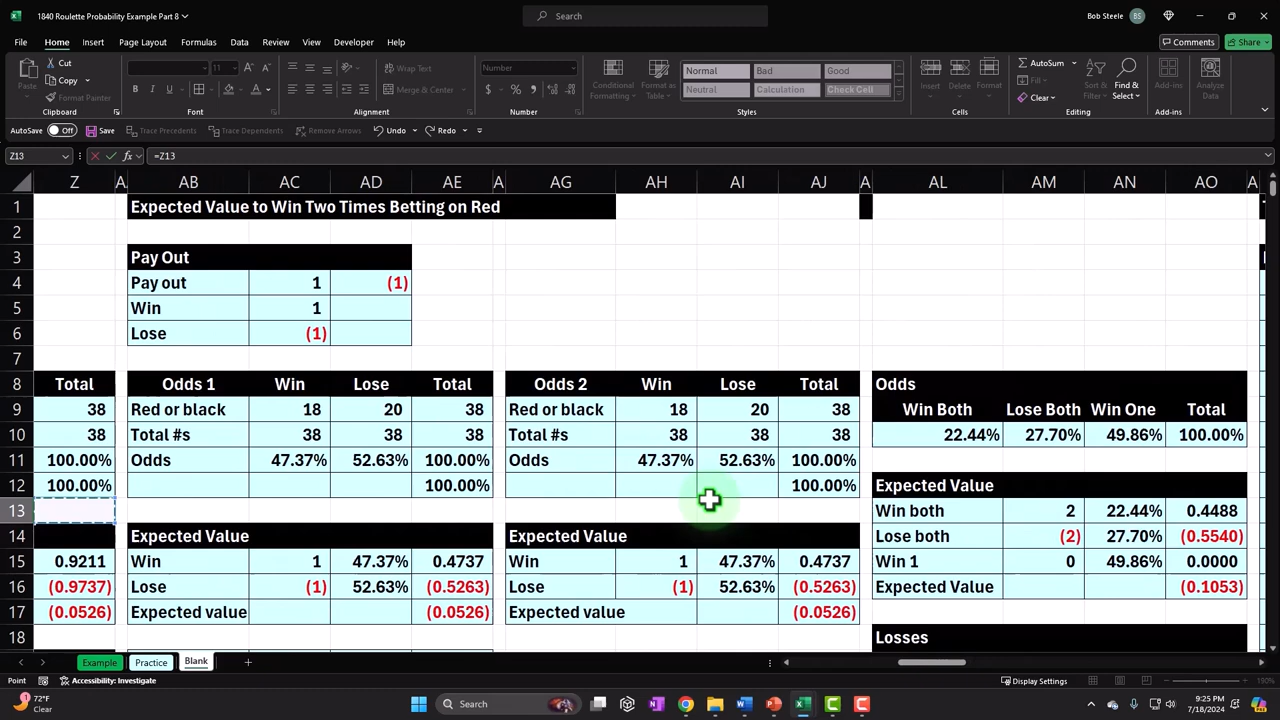 1840 Roulette Probability Example Part 8
Search
Bob Steele BS
File Home Insert Page Layout Formulas Data Review View Developer Automate Help
Comments Share
Paste Cut Copy Format Painter
11
Wrap Text
Merge & Center
Number
Conditional Formatting
Format as Table
Normal Bad Good
Neutral Calculation Check Cell
Insert Delete Format
AutoSum
Fill
Clear
Sort & Filter
Find & Select
Add-ins
Analyze Data
Clipboard Font Alignment Number Styles Cells Editing Add-ins
AutoSave Off Save Trace Precedents Trace Dependents Remove Arrows Undo Redo
Z13 fx =Z13
Z A AB AC AD AE A AG AH AI AJ A AL AM AN AO A
1 Expected Value to Win Two Times Betting on Red
2
3 Pay Out
4 Pay out 1 (1)
5 Win 1
6 Lose (1)
7
8 Total Odds 1 Win Lose Total Odds 2 Win Lose Total Odds
9 38 Red or black 18 20 38 Red or black 18 20 38 Win Both Lose Both Win One Total
10 38 Total #s 38 38 38 Total #s 38 38 38 22.44% 27.70% 49.86% 100.00%
11 100.00% Odds 47.37% 52.63% 100.00% Odds 47.37% 52.63% 100.00%
12 100.00% 100.00% 100.00% Expected Value
13 Win both 2 22.44% 0.4488
14 Expected Value Expected Value Lose both (2) 27.70% (0.5540)
15 0.9211 Win 1 47.37% 0.4737 Win 1 47.37% 0.4737 Win 1 0 49.86% 0.0000
16 (0.9737) Lose (1) 52.63% (0.5263) Lose (1) 52.63% (0.5263) Expected Value (0.1053)
17 (0.0526) Expected value (0.0526) Expected value (0.0526)
18 Losses
Example Practice Blank
Point Accessibility: Investigate Display Settings 190%
72°F
Clear
Search
9:25 PM
7/18/2024